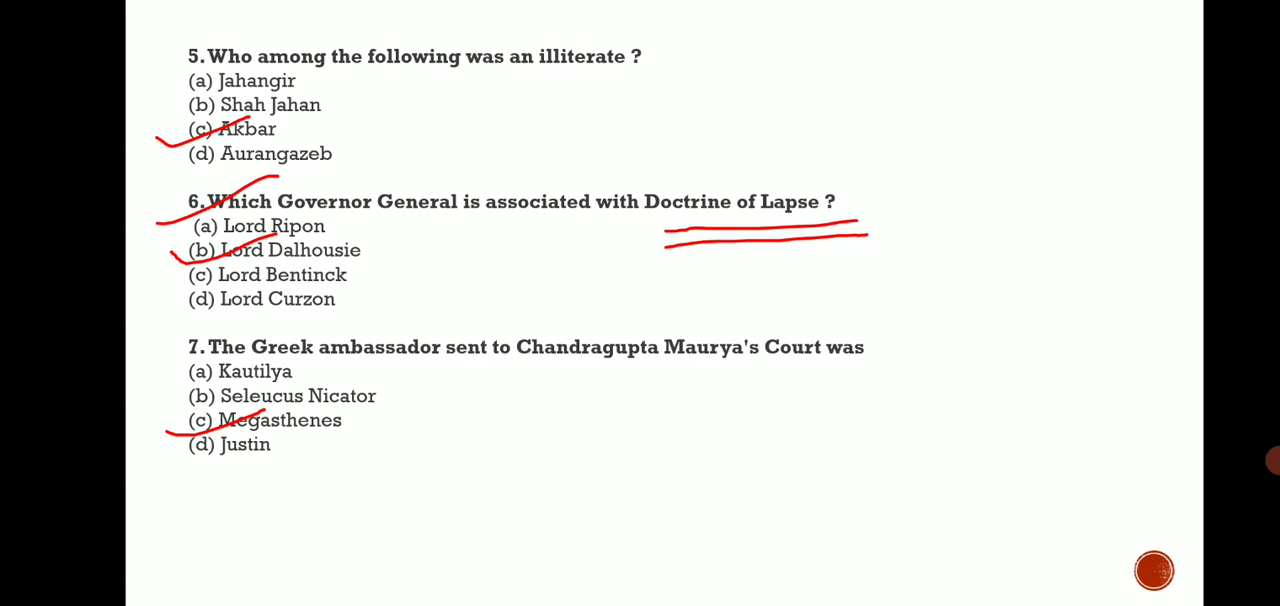 5. Who among the following was an illiterate ?
(a) Jahangir
(b) Shah Jahan
(c) Akbar
(d) Aurangazeb
6. Which Governor General is associated with Doctrine of Lapse ?
(a) Lord Ripon
(b) Lord Dalhousie
(c) Lord Bentinck
(d) Lord Curzon
7. The Greek ambassador sent to Chandragupta Maurya's Court was
(a) Kautilya
(b) Seleucus Nicator
(c) Megasthenes
(d) Justin